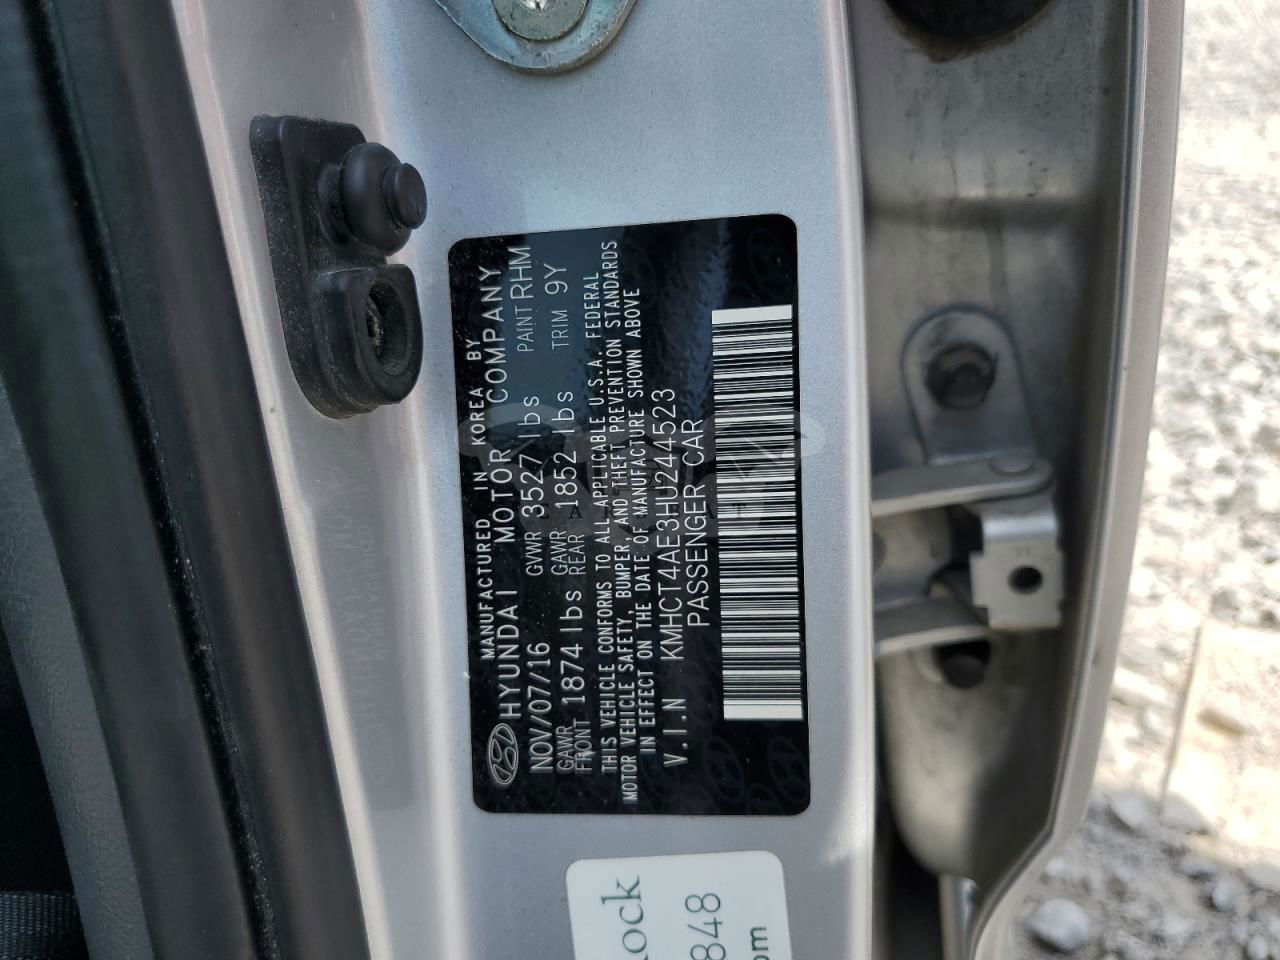 MANUFACTURED IN KOREA BY
HYUNDAI MOTOR COMPANY
NOV/07/16 GVWR 3527 lbs PAINT RHM
GAWR FRONT 1874 lbs GAWR REAR 1852 lbs TRIM 9Y
THIS VEHICLE CONFORMS TO ALL APPLICABLE U.S.A. FEDERAL
MOTOR VEHICLE SAFETY, BUMPER AND THEFT PREVENTION STANDARDS
IN EFFECT ON THE DATE OF MANUFACTURE SHOWN ABOVE
V.I.N KMHCT4AE3HU244523
PASSENGER CAR
ock
848
om